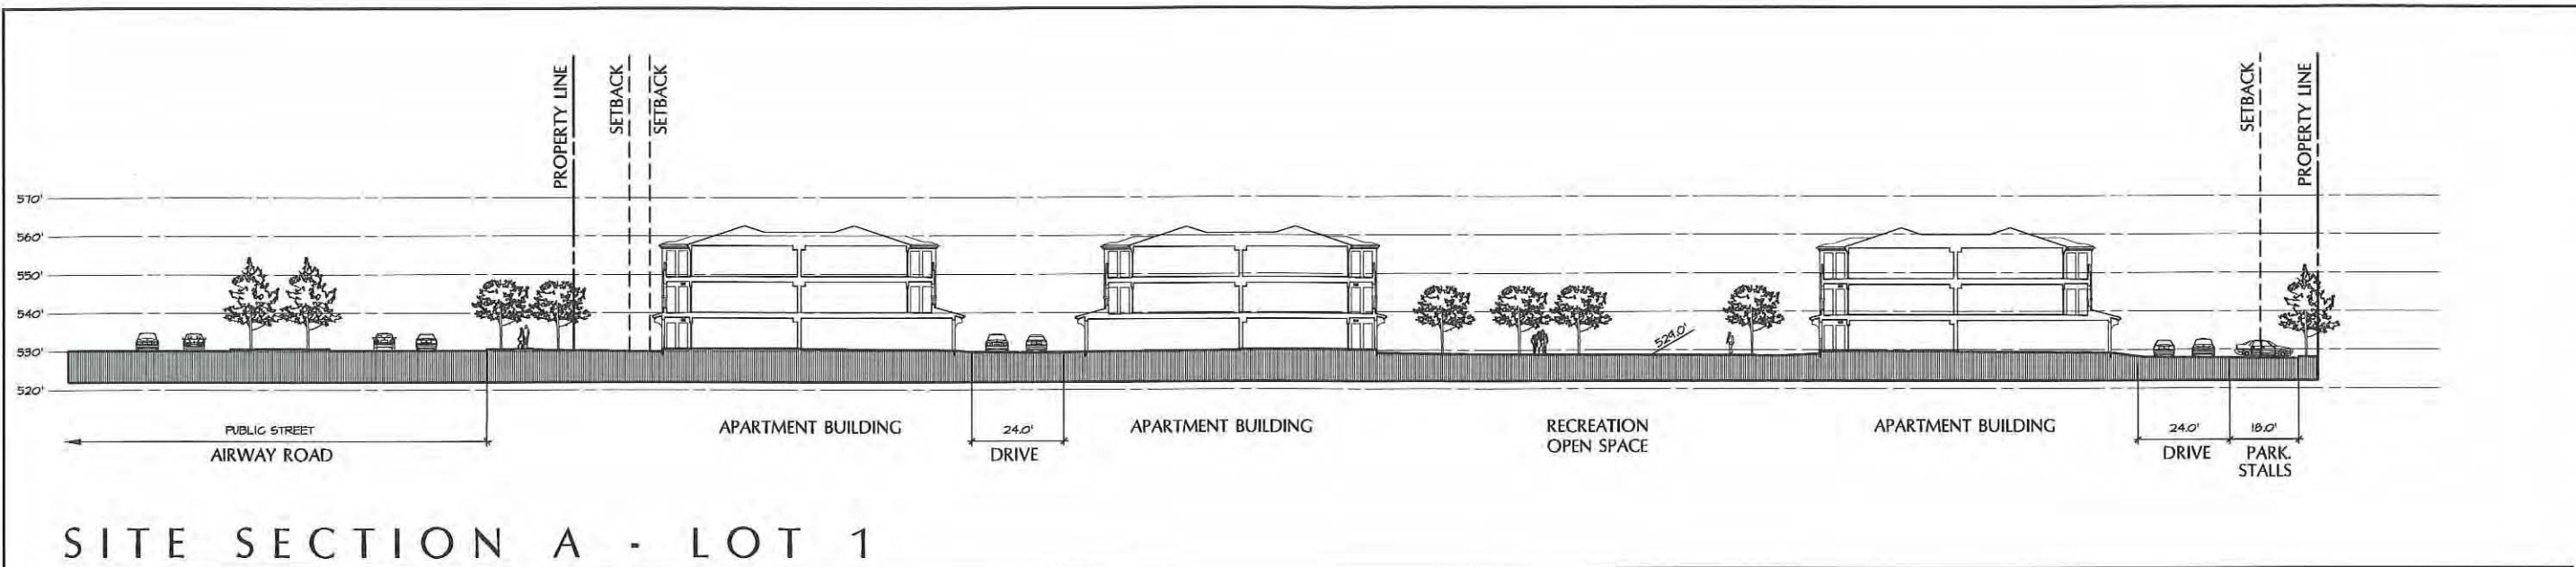 PROPERTY LINE
SETBACK
SETBACK
SETBACK
PROPERTY LINE
570'
560'
550'
540'
530'
520'
529.0'
PUBLIC STREET
AIRWAY ROAD
APARTMENT BUILDING
24.0'
DRIVE
APARTMENT BUILDING
RECREATION
OPEN SPACE
APARTMENT BUILDING
24.0'
DRIVE
18.0'
PARK.
STALLS
SITE SECTION A - LOT 1